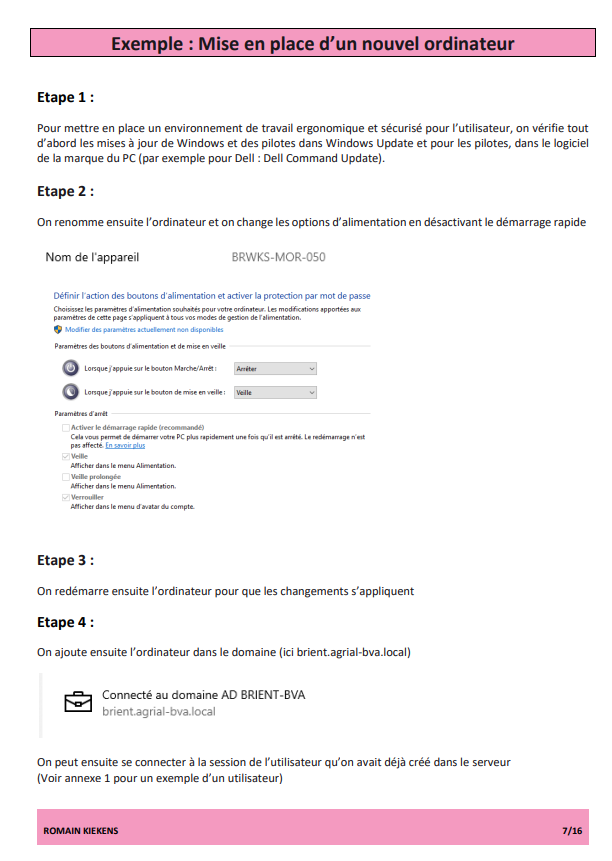 Exemple : Mise en place d’un nouvel ordinateur
Etape 1 :
Pour mettre en place un environnement de travail ergonomique et sécurisé pour l’utilisateur, on vérifie tout
d’abord les mises à jour de Windows et des pilotes dans Windows Update et pour les pilotes, dans le logiciel
de la marque du PC (par exemple pour Dell : Dell Command Update).
Etape 2 :
On renomme ensuite l’ordinateur et on change les options d’alimentation en désactivant le démarrage rapide
Nom de l'appareil BRWKS-MOR-050
Définir l'action des boutons d'alimentation et activer la protection par mot de passe
Choisissez les paramètres d'alimentation souhaités pour votre ordinateur. Les modifications apportées aux
paramètres de cette page s'appliquent à tous vos modes de gestion de l'alimentation.
Modifier des paramètres actuellement non disponibles
Paramètres des boutons d'alimentation et de mise en veille
Lorsque j'appuie sur le bouton Marche/Arrêt : Arrêter
Lorsque j'appuie sur le bouton de mise en veille : Veille
Paramètres d'arrêt
Activer le démarrage rapide (recommandé)
Cela vous permet de démarrer votre PC plus rapidement une fois qu'il est arrêté. Le redémarrage n'est
pas affecté. En savoir plus
Veille
Afficher dans le menu Alimentation.
Veille prolongée
Afficher dans le menu Alimentation.
Verrouiller
Afficher dans le menu d'avatar du compte.
Etape 3 :
On redémarre ensuite l’ordinateur pour que les changements s’appliquent
Etape 4 :
On ajoute ensuite l’ordinateur dans le domaine (ici brient.agrial-bva.local)
Connecté au domaine AD BRIENT-BVA
brient.agrial-bva.local
On peut ensuite se connecter à la session de l’utilisateur qu’on avait déjà créé dans le serveur
(Voir annexe 1 pour un exemple d’un utilisateur)
ROMAIN KIEKENS 7/16